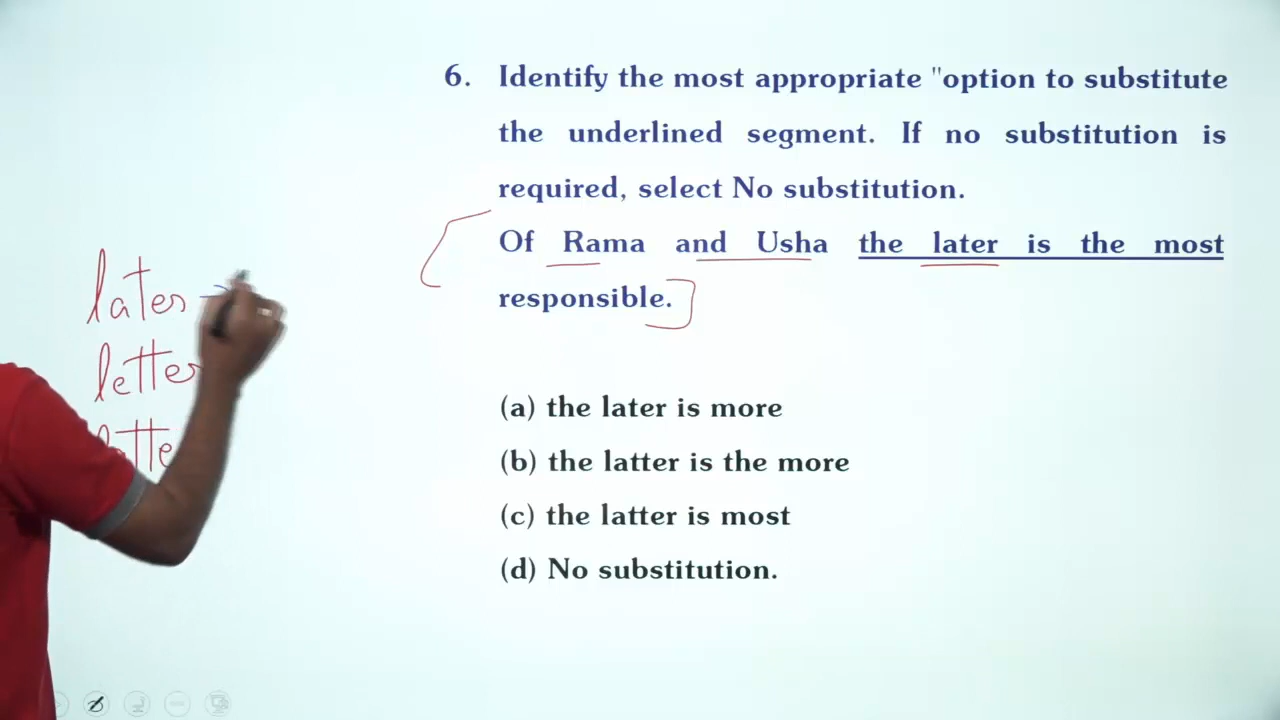 6. Identify the most appropriate "option to substitute
the underlined segment. If no substitution is
required, select No substitution.
Of Rama and Usha the later is the most
responsible.
(a) the later is more
(b) the latter is the more
(c) the latter is most
(d) No substitution.
later
letter